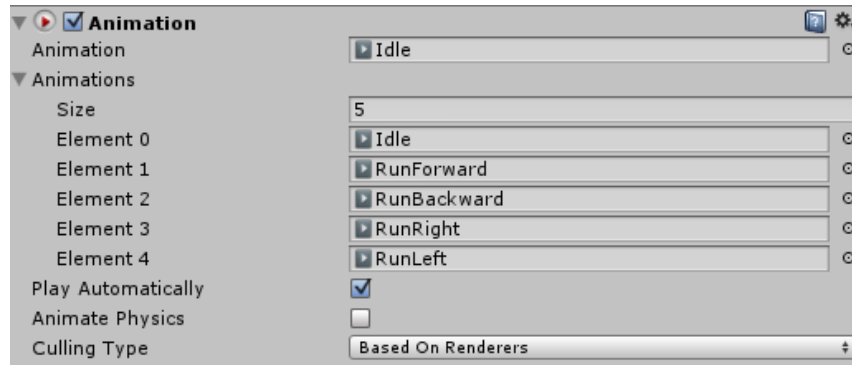 Animation
Animation Idle
Animations
Size 5
Element 0 Idle
Element 1 RunForward
Element 2 RunBackward
Element 3 RunRight
Element 4 RunLeft
Play Automatically
Animate Physics
Culling Type Based On Renderers